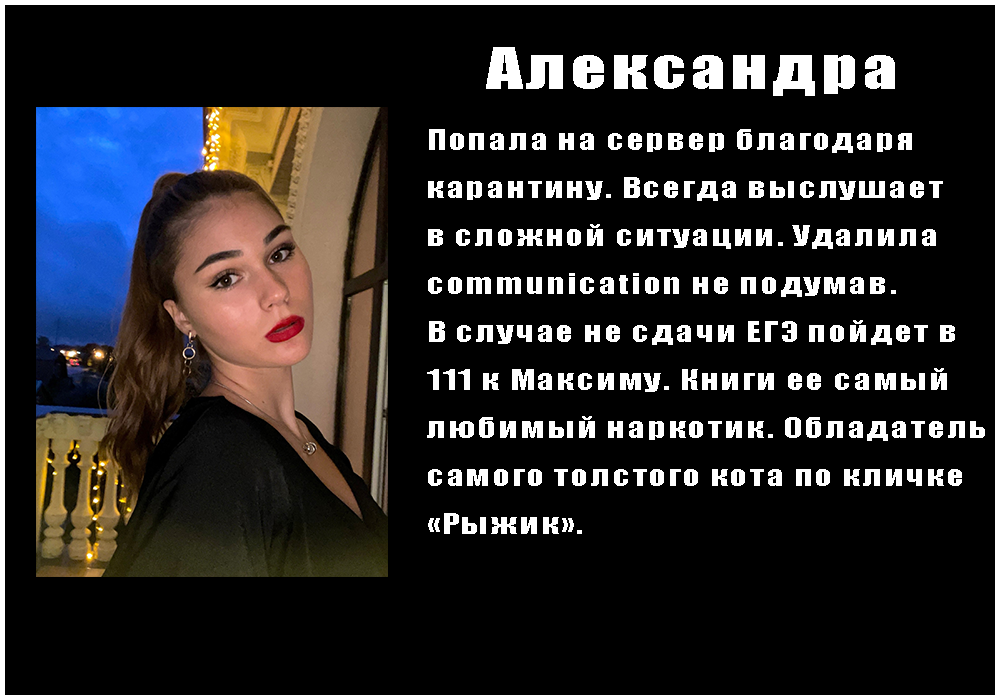 Александра
Попала на сервер благодаря
карантину. Всегда выслушает
в сложной ситуации. Удалила
communication не подумав.
В случае не сдачи ЕГЭ пойдет в
111 к Максиму. Книги ее самый
любимый наркотик. Обладатель
самого толстого кота по кличке
«Рыжик».